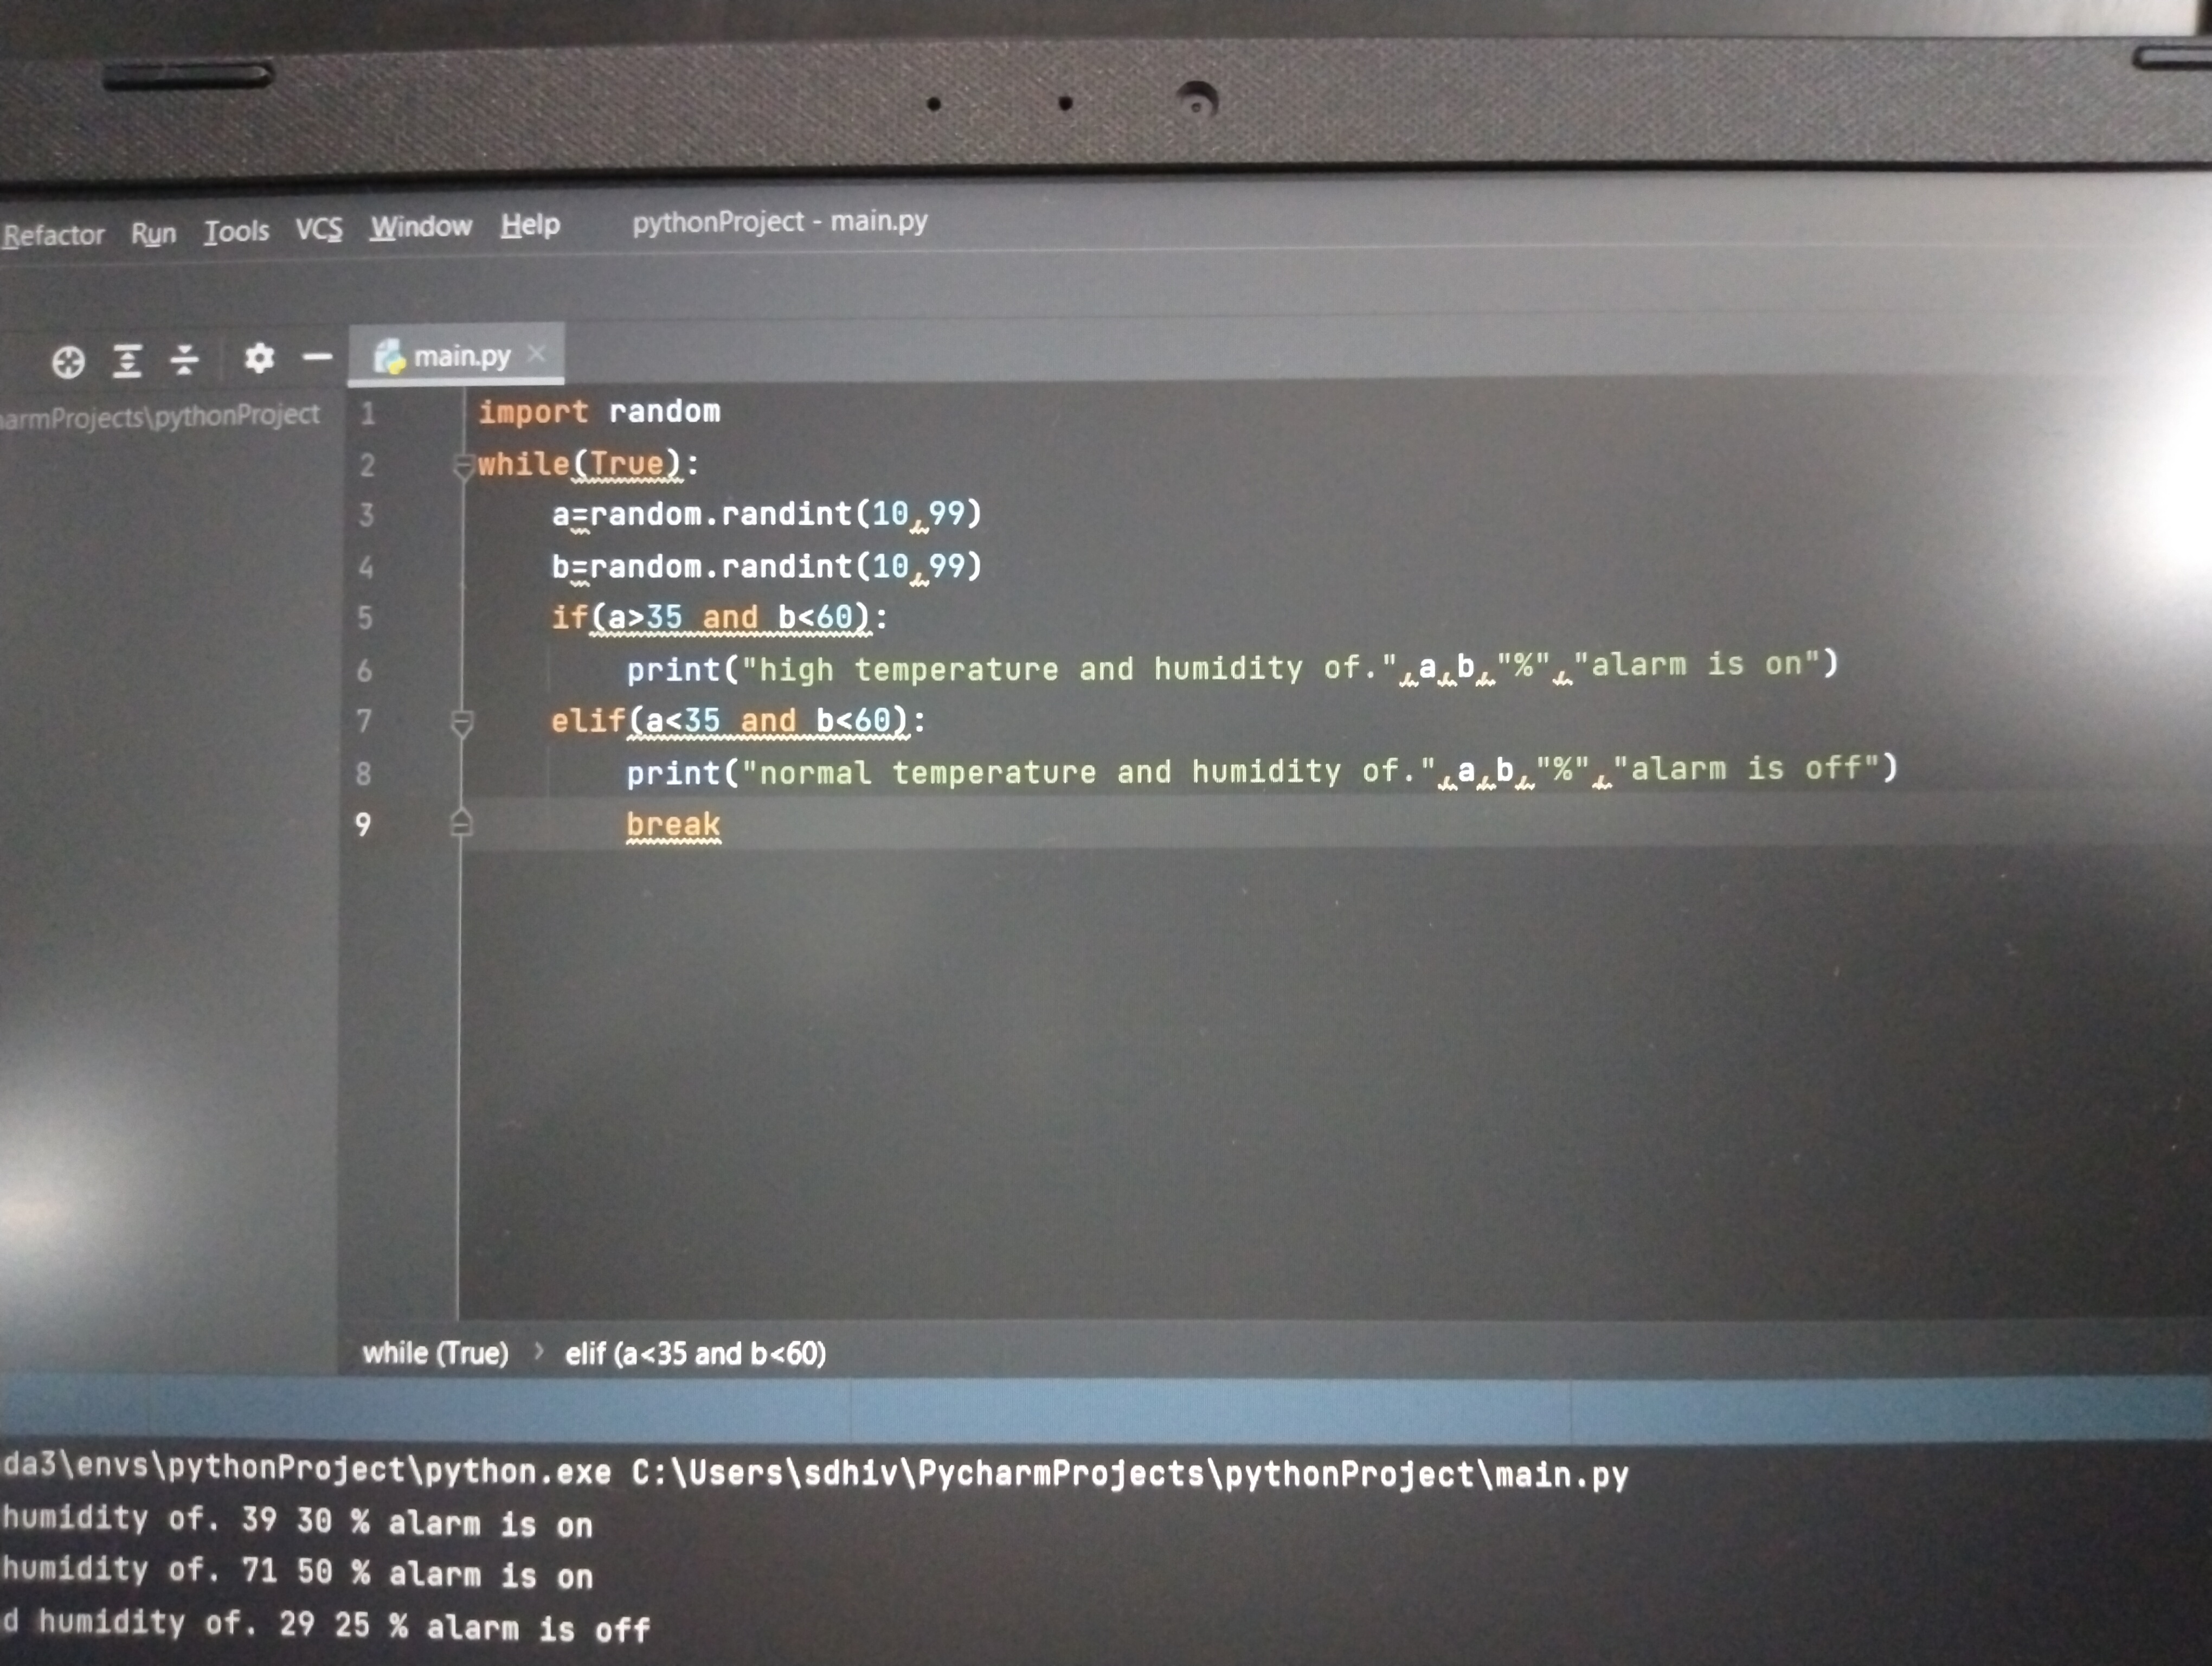 Refactor Run Tools VCS Window Help pythonProject - main.py
main.py
armProjects\pythonProject
1 import random
2 while(True):
3     a=random.randint(10,99)
4     b=random.randint(10,99)
5     if(a>35 and b<60):
6         print("high temperature and humidity of.",a,b,"%","alarm is on")
7     elif(a<35 and b<60):
8         print("normal temperature and humidity of.",a,b,"%","alarm is off")
9         break
while (True) › elif (a<35 and b<60)
da3\envs\pythonProject\python.exe C:\Users\sdhiv\PycharmProjects\pythonProject\main.py
humidity of. 39 30 % alarm is on
humidity of. 71 50 % alarm is on
d humidity of. 29 25 % alarm is off